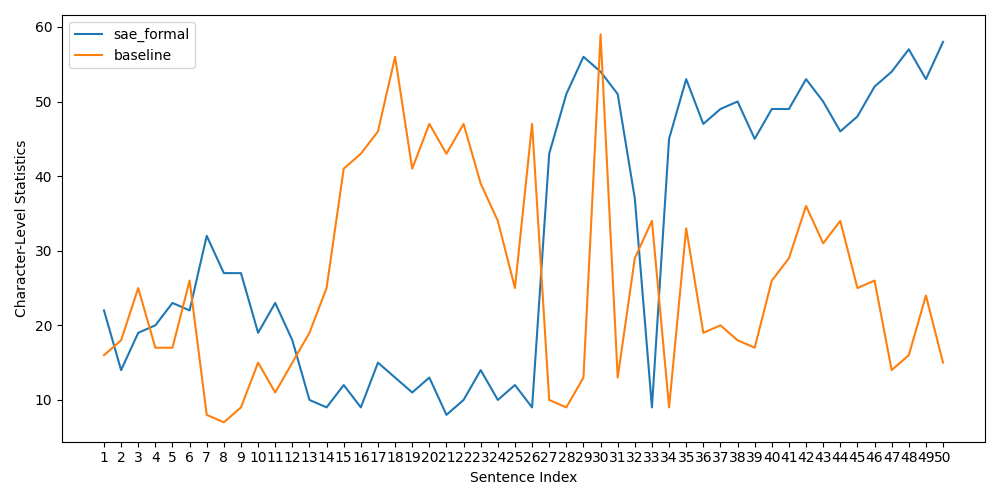 sae_formal
baseline
60
50
40
30
20
10
Character-Level Statistics
1 2 3 4 5 6 7 8 9 10 11 12 13 14 15 16 17 18 19 20 21 22 23 24 25 26 27 28 29 30 31 32 33 34 35 36 37 38 39 40 41 42 43 44 45 46 47 48 49 50
Sentence Index